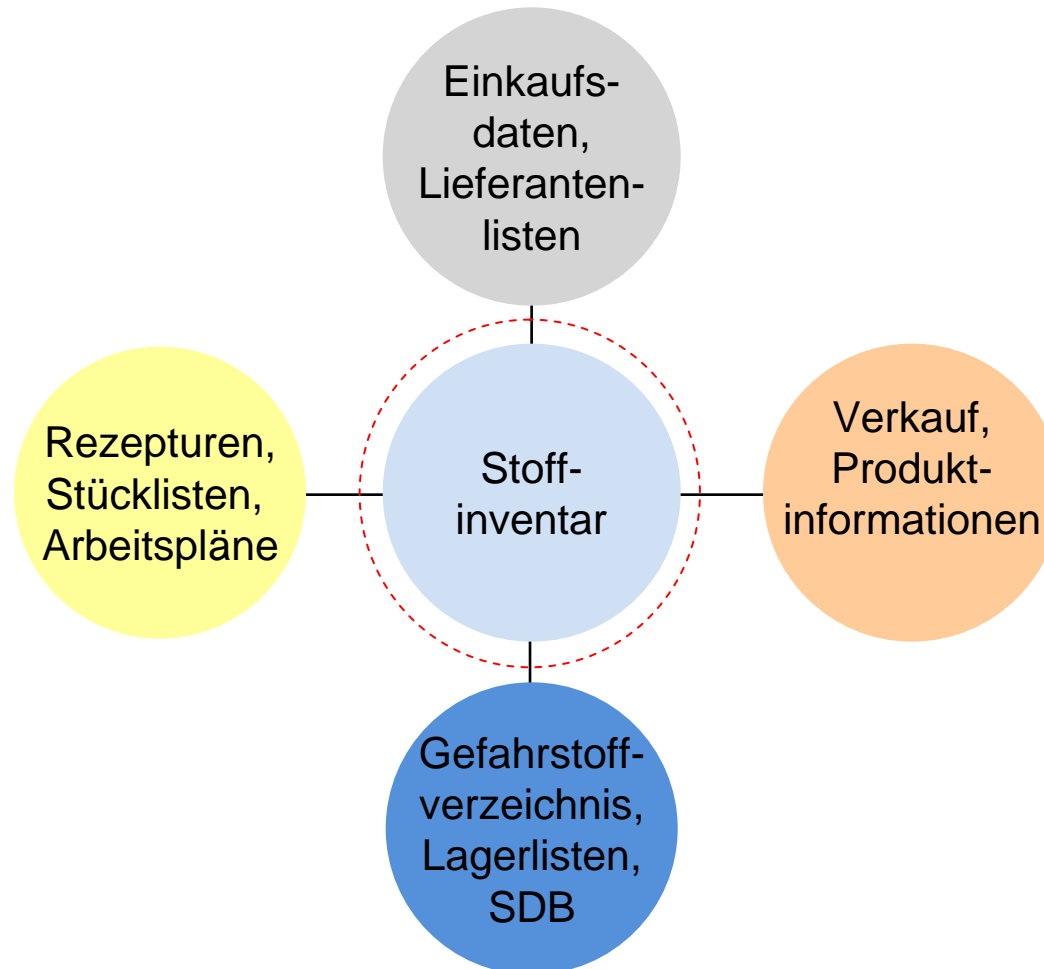 Einkaufs-
daten,
Lieferanten-
listen
Rezepturen,
Stücklisten,
Arbeitspläne
Stoff-
inventar
Verkauf,
Produkt-
informationen
Gefahrstoff-
verzeichnis,
Lagerlisten,
SDB